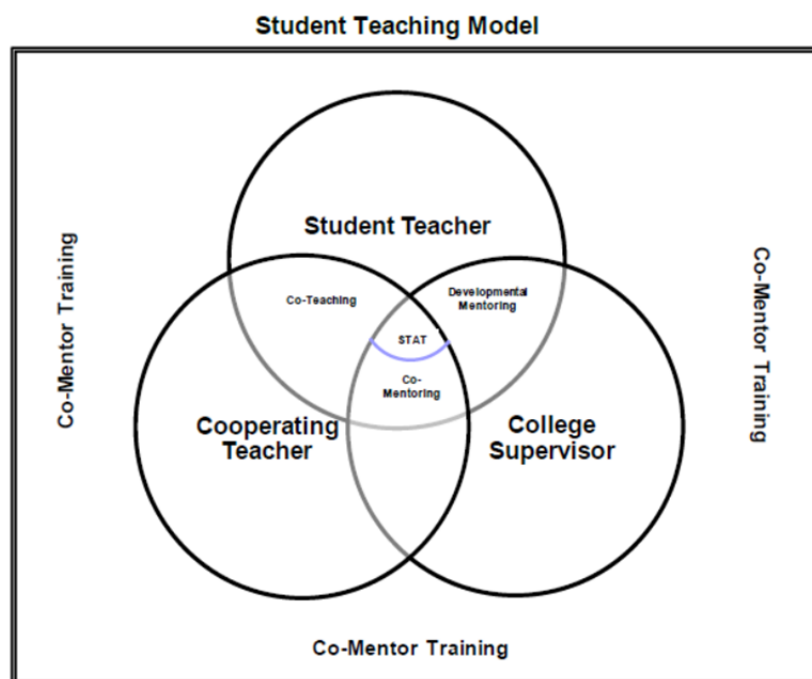 Student Teaching Model
Student Teacher
Co-Mentor Training
Co-Mentor Training
Co-Teaching
Developmental
Mentoring
STAT
Co-
Mentoring
Cooperating
Teacher
College
Supervisor
Co-Mentor Training